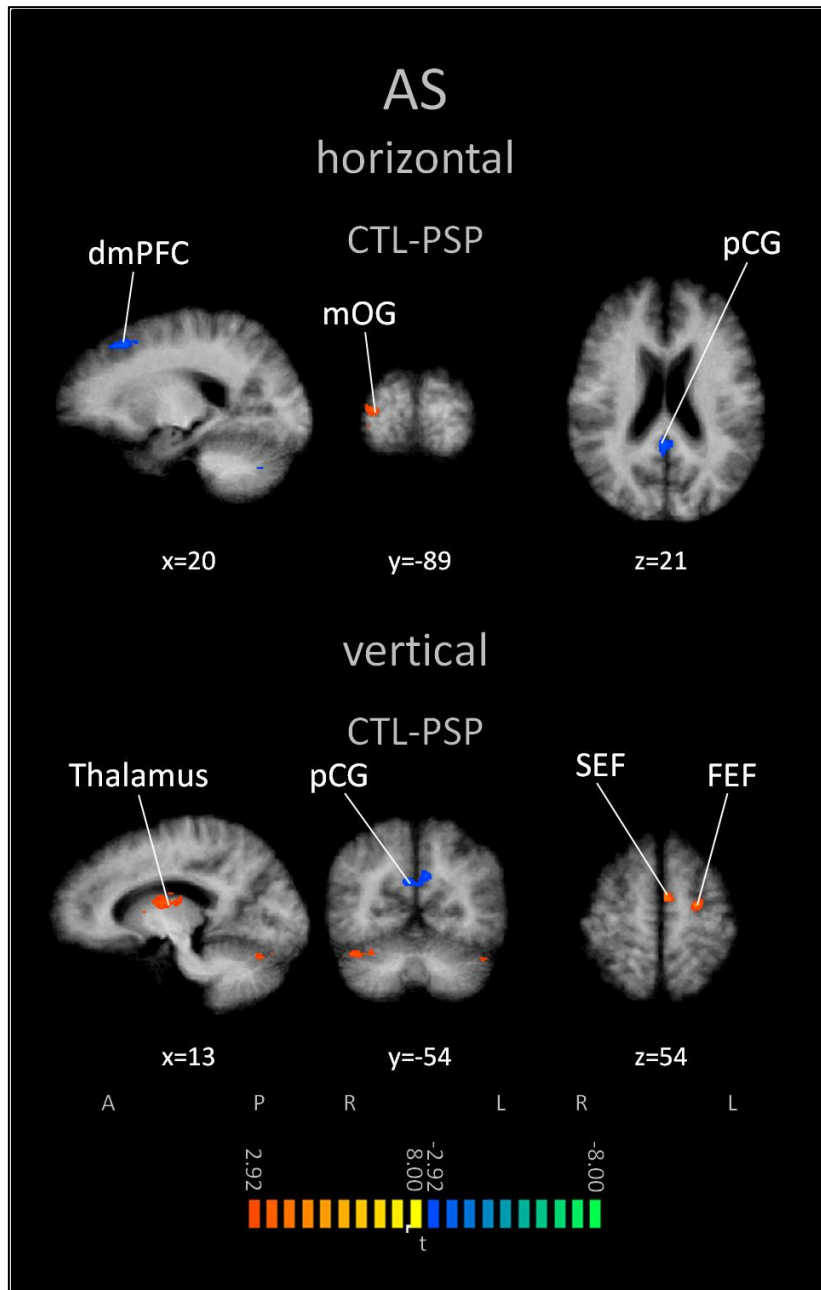 AS
horizontal
CTL-PSP
dmPFC
mOG
pCG
x=20 y=-89 z=21
vertical
CTL-PSP
Thalamus
pCG
SEF
FEF
x=13 y=-54 z=54
A P R L R L
2.92 8.00 -2.92 -8.00
t